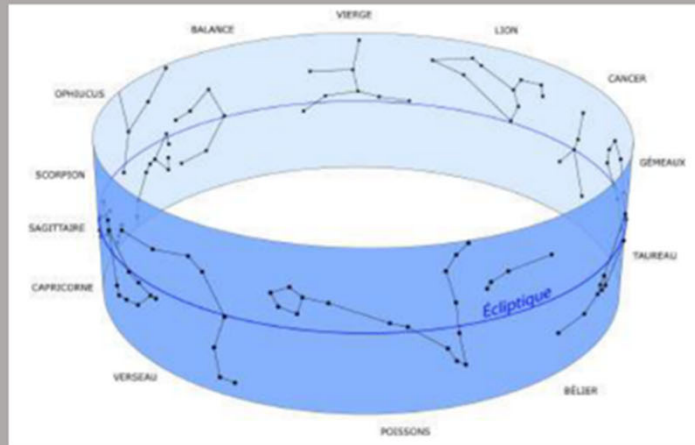 VIERGE
BALANCE
LION
CANCER
OPHIUCUS
GÉMEAUX
SCORPION
SAGITTAIRE
TAUREAU
CAPRICORNE
Écliptique
VERSEAU
BÉLIER
POISSONS